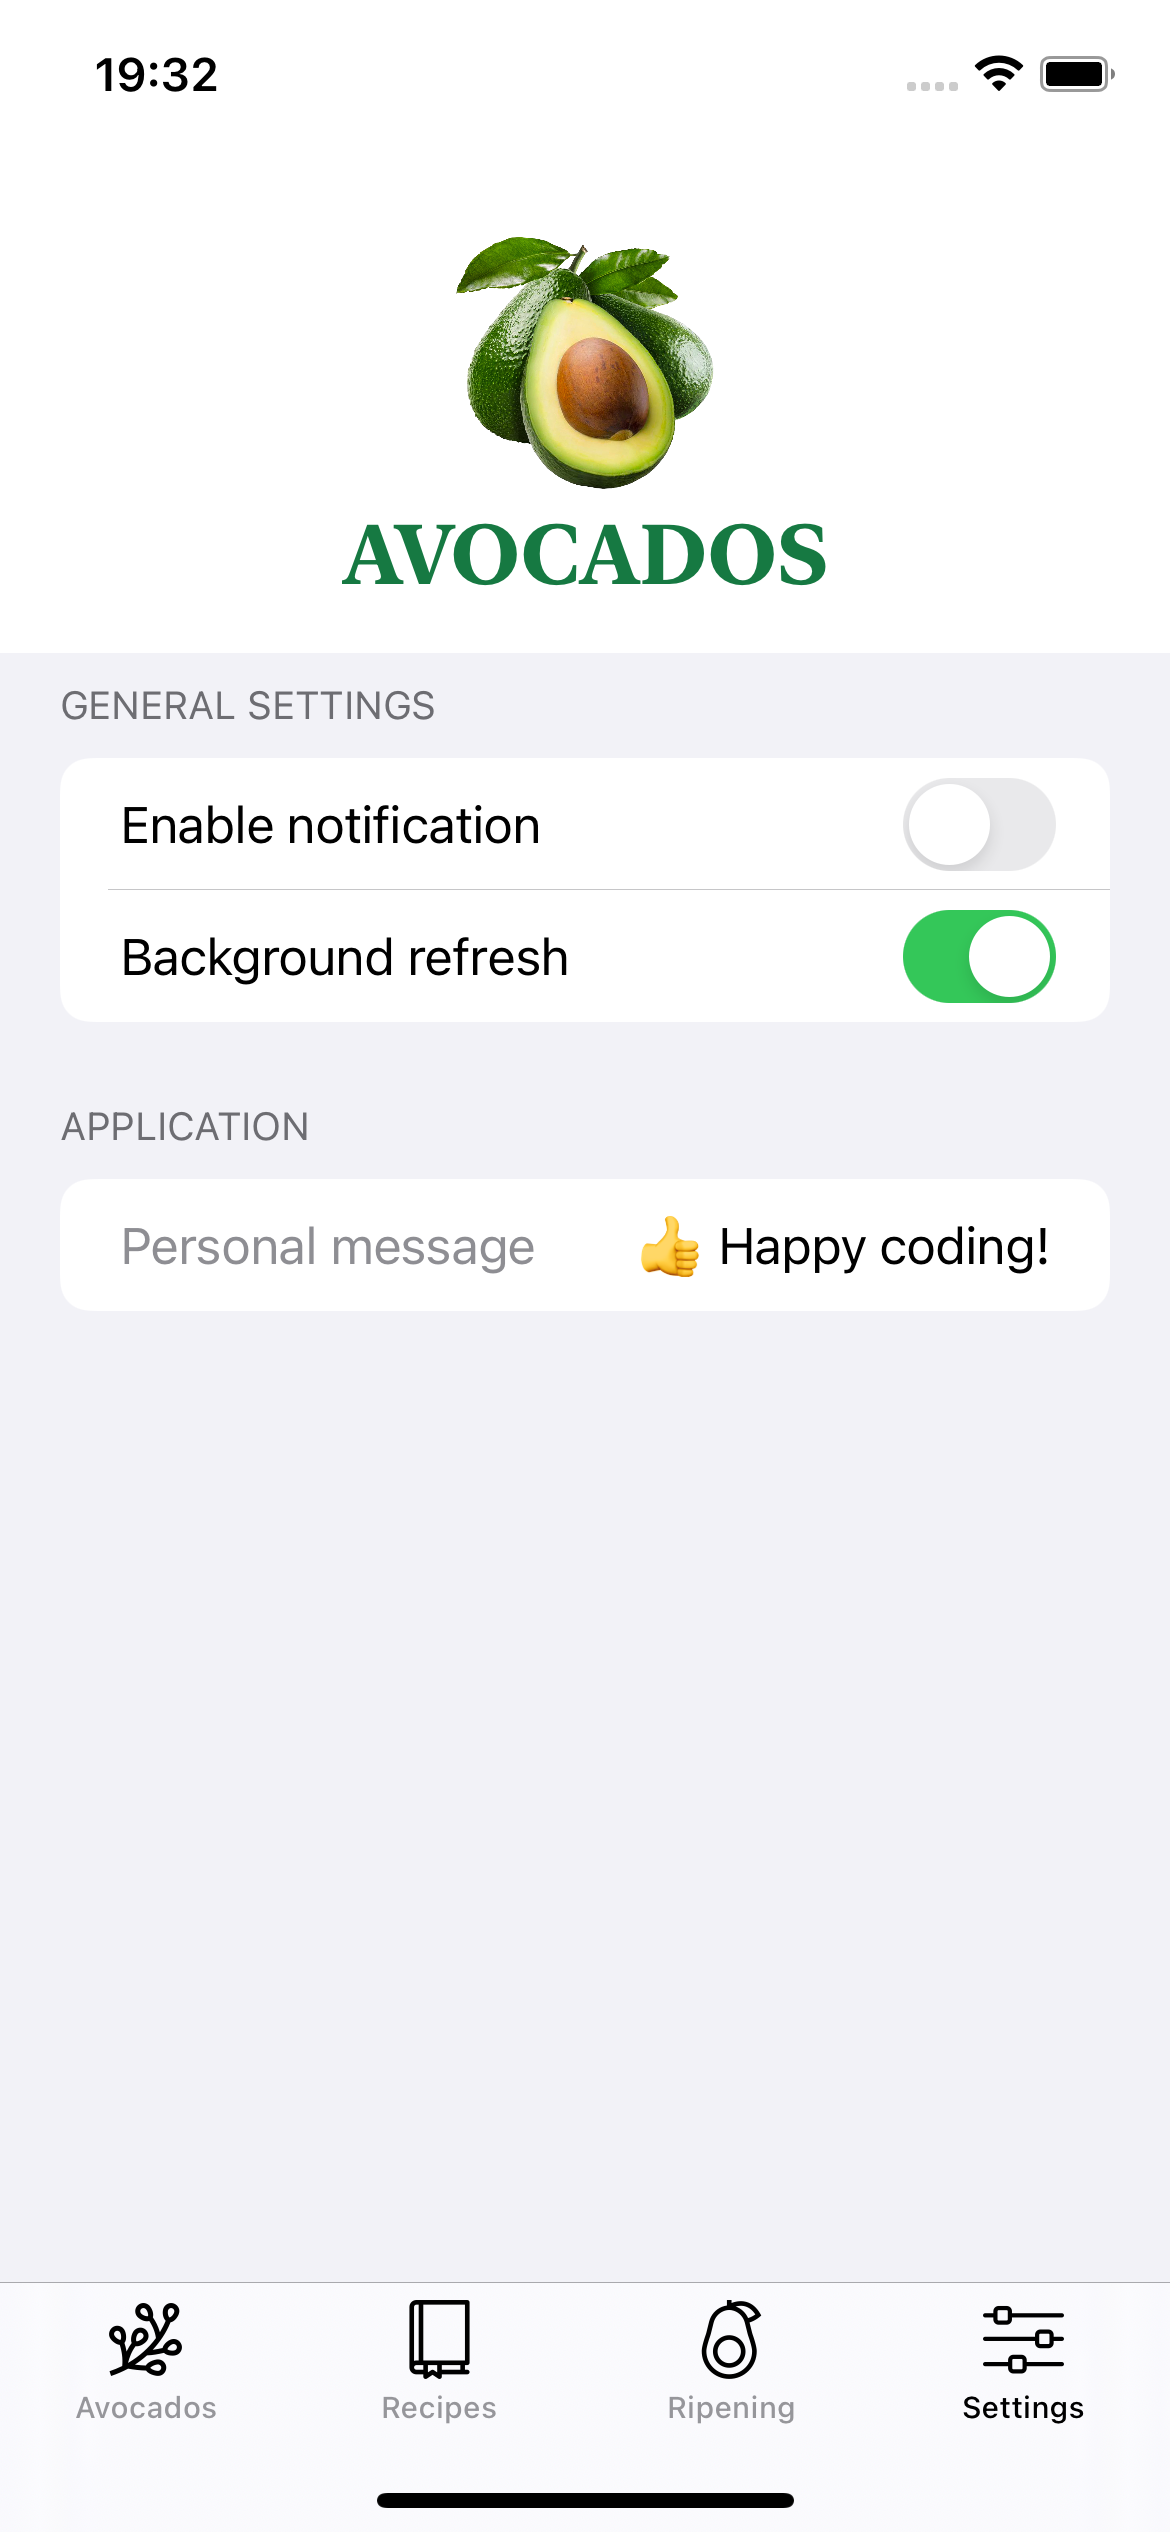 19:32
AVOCADOS
GENERAL SETTINGS
Enable notification
Background refresh
APPLICATION
Personal message 👍 Happy coding!
Avocados Recipes Ripening Settings